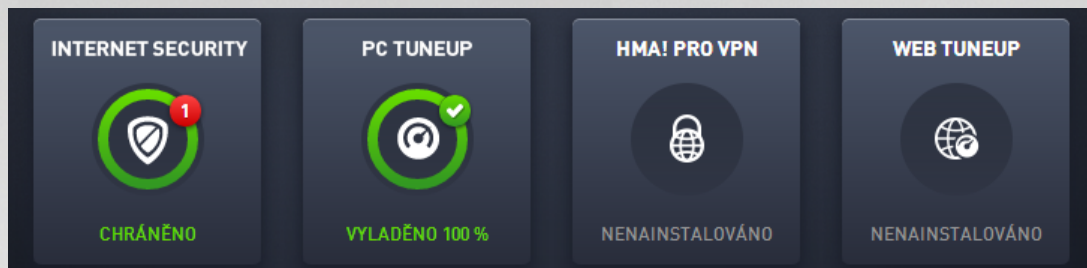 INTERNET SECURITY
1
CHRÁNĚNO
PC TUNEUP
VYLADĚNO 100 %
HMA! PRO VPN
NENAINSTALOVÁNO
WEB TUNEUP
NENAINSTALOVÁNO